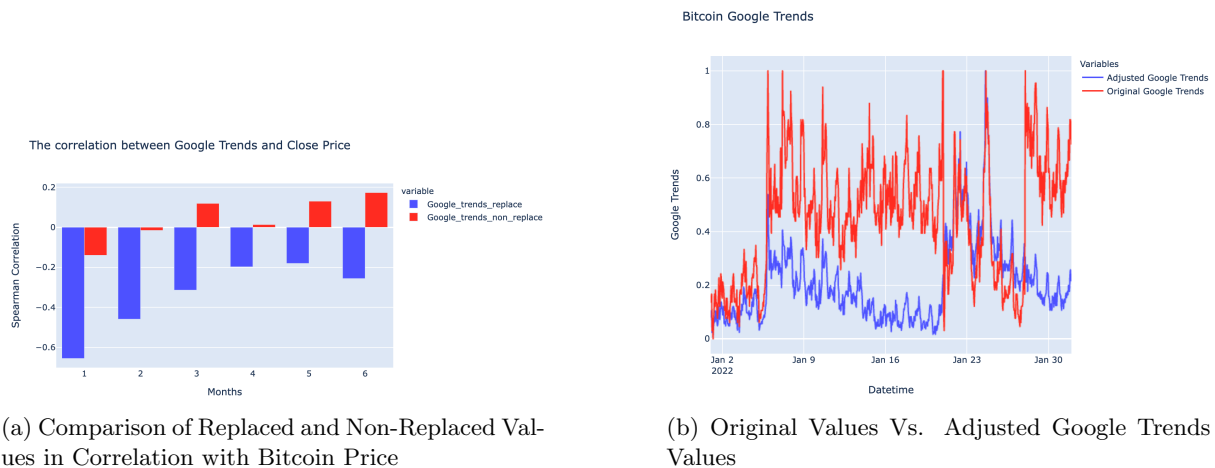 The correlation between Google Trends and Close Price
0.2
0
−0.2
−0.4
−0.6
Spearman Correlation
1 2 3 4 5 6
Months
variable
Google_trends_replace
Google_trends_non_replace
(a) Comparison of Replaced and Non-Replaced Val-
ues in Correlation with Bitcoin Price
Bitcoin Google Trends
1
0.8
0.6
0.4
0.2
0
Google Trends
Jan 2 Jan 9 Jan 16 Jan 23 Jan 30
2022
Datetime
Variables
Adjusted Google Trends
Original Google Trends
(b) Original Values Vs. Adjusted Google Trends
Values